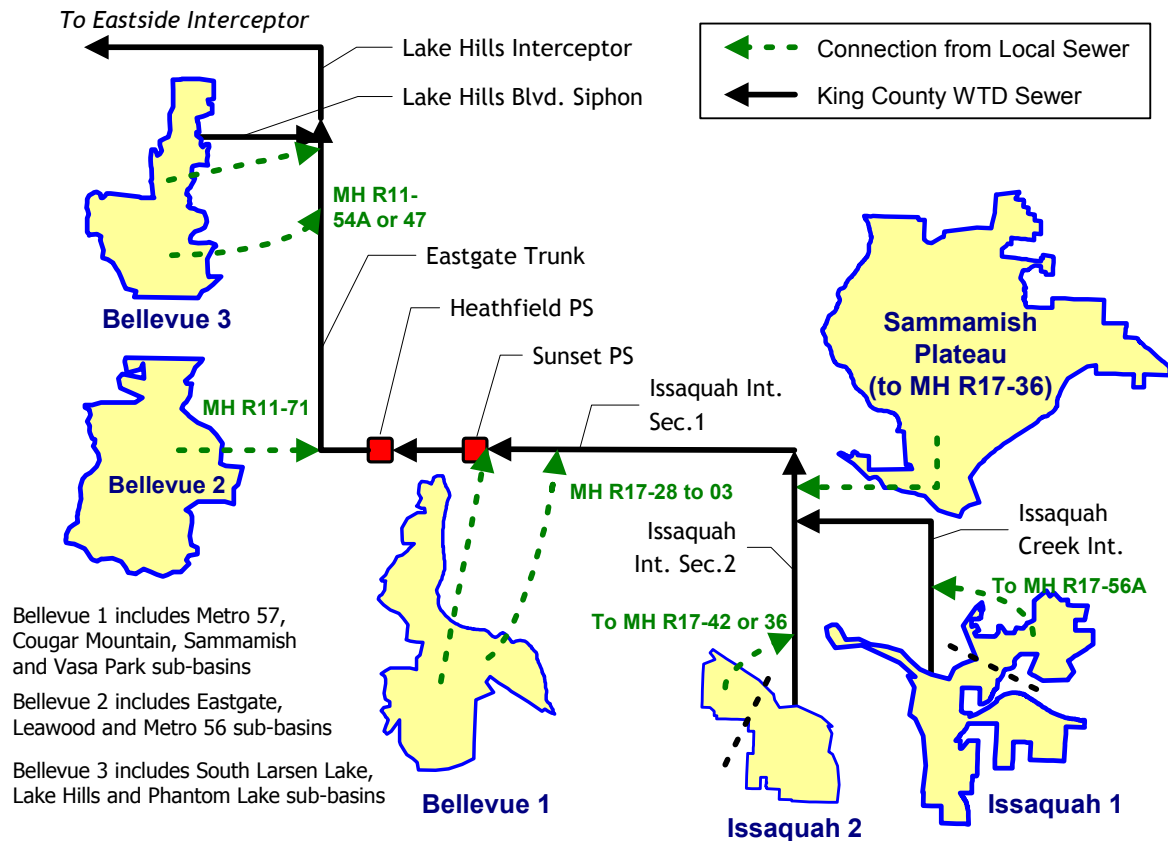 To Eastside Interceptor
Lake Hills Interceptor
Lake Hills Blvd. Siphon
Connection from Local Sewer
King County WTD Sewer
MH R11-
54A or 47
Eastgate Trunk
Heathfield PS
Sunset PS
Bellevue 3
Sammamish
Plateau
(to MH R17-36)
Issaquah Int.
Sec.1
MH R11-71
Bellevue 2
MH R17-28 to 03
Issaquah
Int. Sec.2
Issaquah
Creek Int.
To MH R17-56A
To MH R17-42 or 36
Bellevue 1 includes Metro 57,
Cougar Mountain, Sammamish
and Vasa Park sub-basins
Bellevue 2 includes Eastgate,
Leawood and Metro 56 sub-basins
Bellevue 3 includes South Larsen Lake,
Lake Hills and Phantom Lake sub-basins
Bellevue 1
Issaquah 2
Issaquah 1